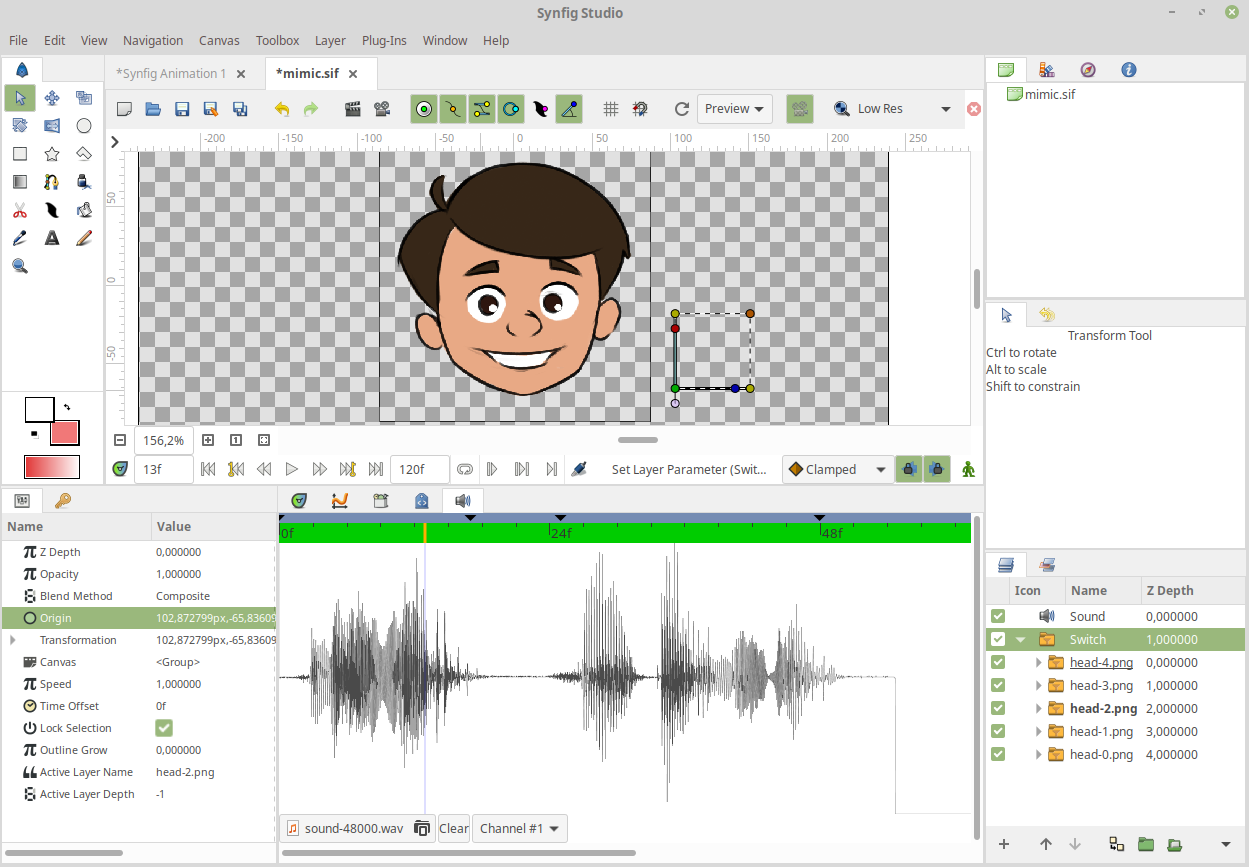 Synfig Studio
File Edit View Navigation Canvas Toolbox Layer Plug-Ins Window Help
*Synfig Animation 1
*mimic.sif
Preview
Low Res
-200 -150 -100 -50 0 50 100 150 200 250
50
0
-50
156,2%
13f
120f
Set Layer Parameter (Swit...
Clamped
Name Value
Z Depth 0,000000
Opacity 1,000000
Blend Method Composite
Origin 102,872799px,-65,83609
Transformation 102,872799px,-65,83609
Canvas <Group>
Speed 1,000000
Time Offset 0f
Lock Selection
Outline Grow 0,000000
Active Layer Name head-2.png
Active Layer Depth -1
0f 24f 48f
sound-48000.wav
Clear
Channel #1
mimic.sif
Transform Tool
Ctrl to rotate
Alt to scale
Shift to constrain
Icon Name Z Depth
Sound 0,000000
Switch 1,000000
head-4.png 0,000000
head-3.png 1,000000
head-2.png 2,000000
head-1.png 3,000000
head-0.png 4,000000